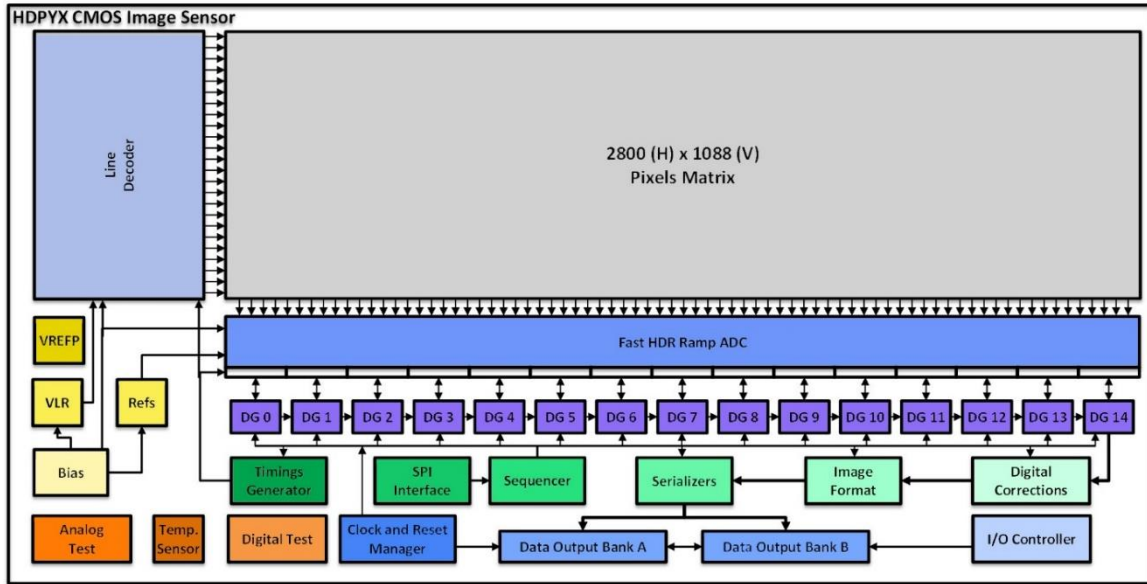 HDPYX CMOS Image Sensor
Line
Decoder
2800 (H) x 1088 (V)
Pixels Matrix
VREFP
Fast HDR Ramp ADC
VLR
Refs
DG 0
DG 1
DG 2
DG 3
DG 4
DG 5
DG 6
DG 7
DG 8
DG 9
DG 10
DG 11
DG 12
DG 13
DG 14
Bias
Timings
Generator
SPI
Interface
Sequencer
Serializers
Image
Format
Digital
Corrections
Analog
Test
Temp.
Sensor
Digital Test
Clock and Reset
Manager
Data Output Bank A
Data Output Bank B
I/O Controller